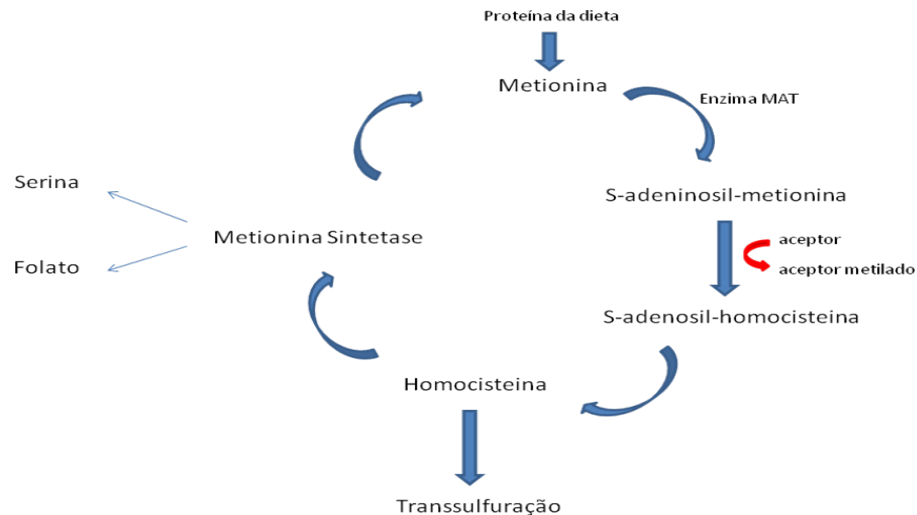 Proteína da dieta
Metionina
Enzima MAT
Serina
S-adeninosil-metionina
Metionina Sintetase
aceptor
Folato
aceptor metilado
S-adenosil-homocisteina
Homocisteina
Transsulfuração